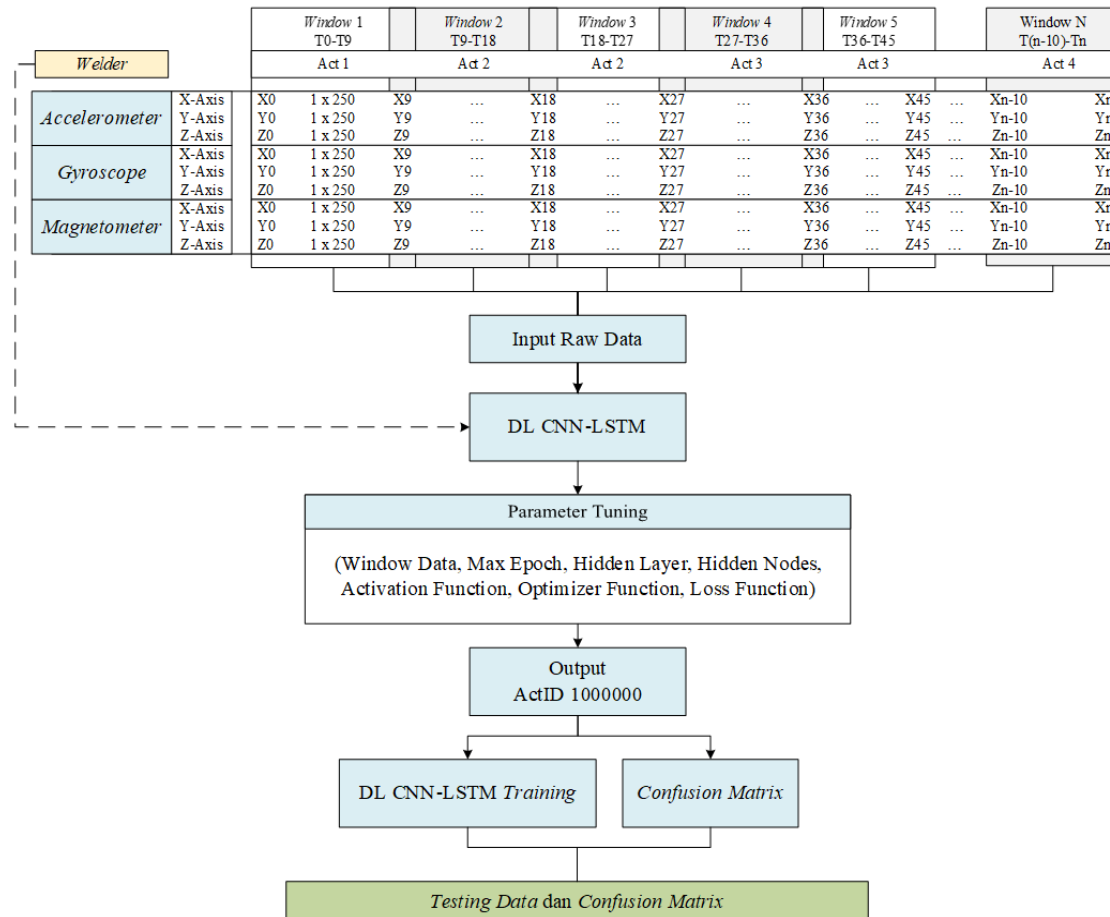 Window 1 Window 2 Window 3 Window 4 Window 5 Window N
T0-T9 T9-T18 T18-T27 T27-T36 T36-T45 T(n-10)-Tn
Welder Act 1 Act 2 Act 2 Act 3 Act 3 Act 4
X-Axis X0 1 x 250 X9 ... X18 ... X27 ... X36 ... X45 ... Xn-10 Xn
Accelerometer Y-Axis Y0 1 x 250 Y9 ... Y18 ... Y27 ... Y36 ... Y45 ... Yn-10 Yn
Z-Axis Z0 1 x 250 Z9 ... Z18 ... Z27 ... Z36 ... Z45 ... Zn-10 Zn
X-Axis X0 1 x 250 X9 ... X18 ... X27 ... X36 ... X45 ... Xn-10 Xn
Gyroscope Y-Axis Y0 1 x 250 Y9 ... Y18 ... Y27 ... Y36 ... Y45 ... Yn-10 Yn
Z-Axis Z0 1 x 250 Z9 ... Z18 ... Z27 ... Z36 ... Z45 ... Zn-10 Zn
X-Axis X0 1 x 250 X9 ... X18 ... X27 ... X36 ... X45 ... Xn-10 Xn
Magnetometer Y-Axis Y0 1 x 250 Y9 ... Y18 ... Y27 ... Y36 ... Y45 ... Yn-10 Yn
Z-Axis Z0 1 x 250 Z9 ... Z18 ... Z27 ... Z36 ... Z45 ... Zn-10 Zn
Input Raw Data
DL CNN-LSTM
Parameter Tuning
(Window Data, Max Epoch, Hidden Layer, Hidden Nodes,
Activation Function, Optimizer Function, Loss Function)
Output
ActID 1000000
DL CNN-LSTM Training Confusion Matrix
Testing Data dan Confusion Matrix